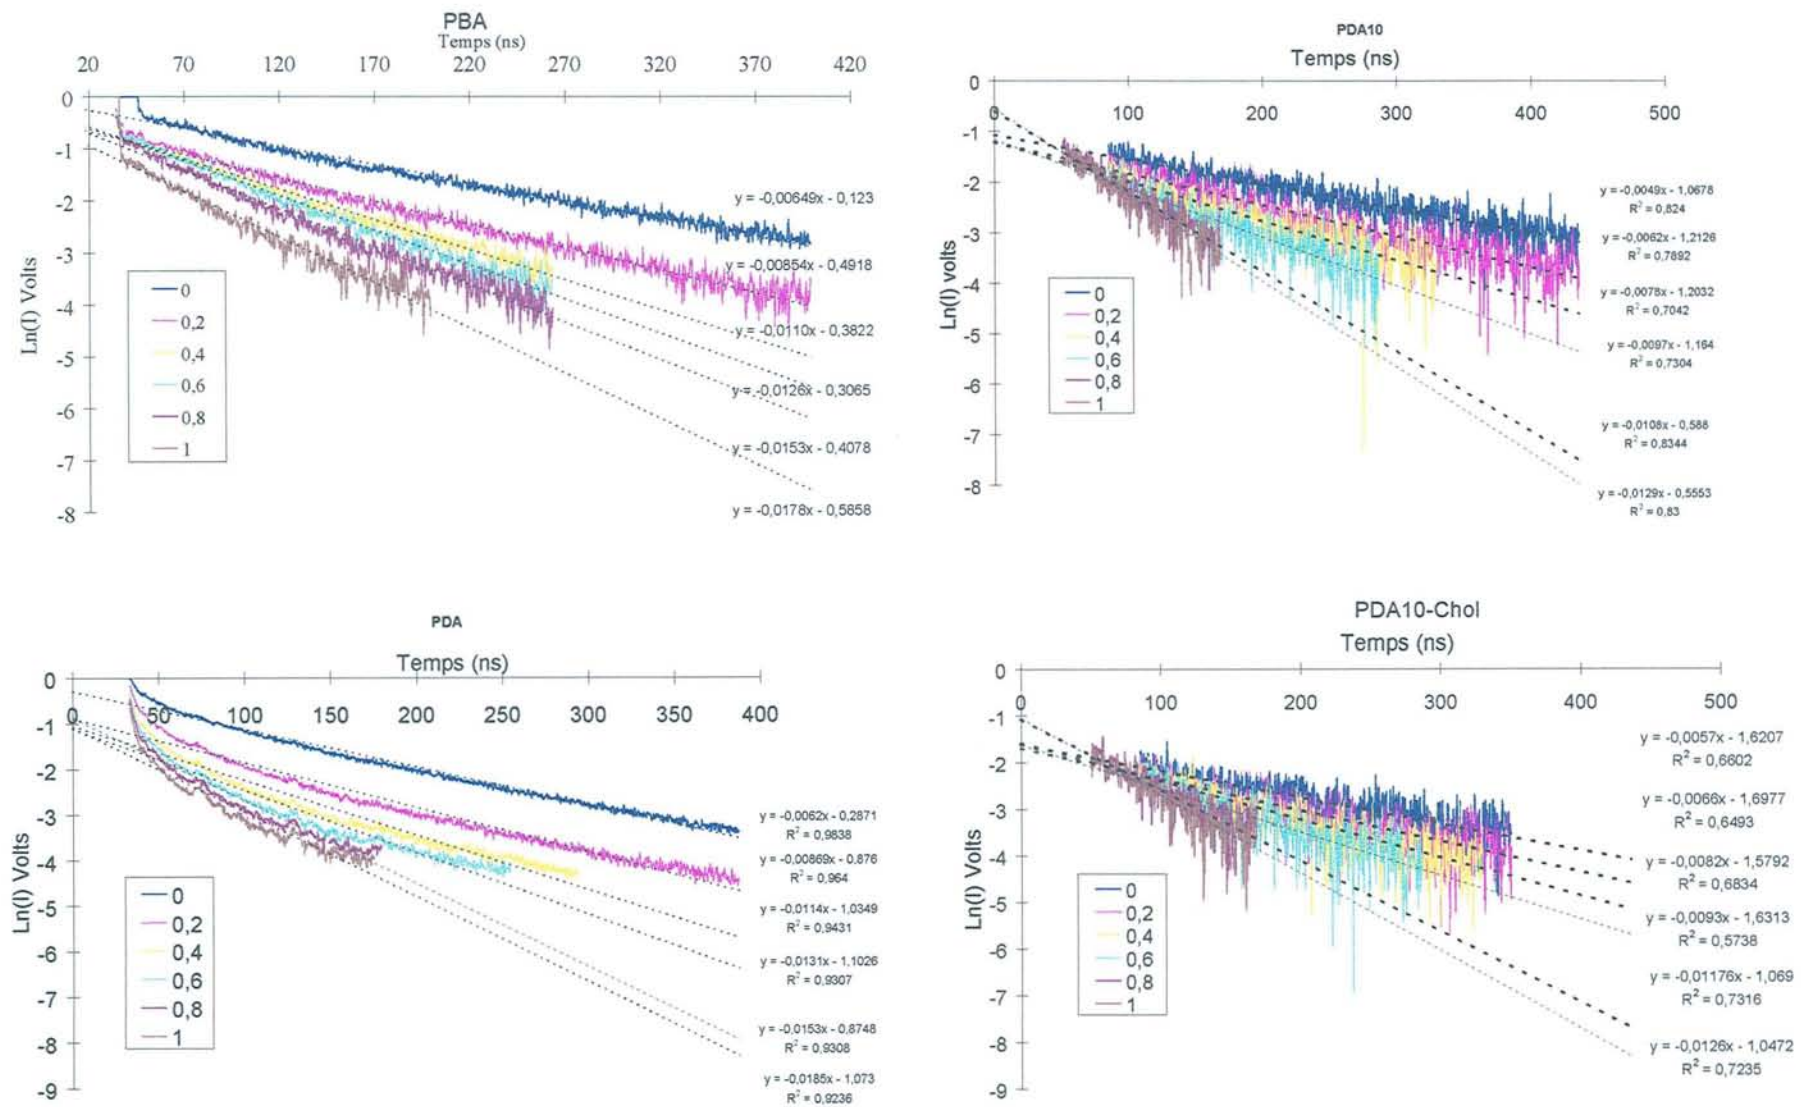 PBA
Temps (ns)
20 70 120 170 220 270 320 370 420
0
-1
-2
-3
-4
-5
-6
-7
-8
Ln(I) Volts
0
0,2
0,4
0,6
0,8
1
y = -0,00649x - 0,123
y = -0,00854x - 0,4918
y = -0,0110x - 0,3822
y = -0,0126x - 0,3065
y = -0,0153x - 0,4078
y = -0,0178x - 0,5858
PDA10
Temps (ns)
0 100 200 300 400 500
0
-1
-2
-3
-4
-5
-6
-7
-8
Ln(I) volts
0
0,2
0,4
0,6
0,8
1
y = -0,0049x - 1,0678
R² = 0,824
y = -0,0062x - 1,2126
R² = 0,7892
y = -0,0078x - 1,2032
R² = 0,7042
y = -0,0097x - 1,164
R² = 0,7304
y = -0,0108x - 0,588
R² = 0,8344
y = -0,0129x - 0,5553
R² = 0,83
PDA
Temps (ns)
0 50 100 150 200 250 300 350 400
0
-1
-2
-3
-4
-5
-6
-7
-8
-9
Ln(I) Volts
0
0,2
0,4
0,6
0,8
1
y = -0,0062x - 0,2871
R² = 0,9838
y = -0,00869x - 0,876
R² = 0,964
y = -0,0114x - 1,0349
R² = 0,9431
y = -0,0131x - 1,1026
R² = 0,9307
y = -0,0153x - 0,8748
R² = 0,9308
y = -0,0185x - 1,073
R² = 0,9236
PDA10-Chol
Temps (ns)
0 100 200 300 400 500
0
-1
-2
-3
-4
-5
-6
-7
-8
-9
Ln(I) Volts
0
0,2
0,4
0,6
0,8
1
y = -0,0057x - 1,6207
R² = 0,6602
y = -0,0066x - 1,6977
R² = 0,6493
y = -0,0082x - 1,5792
R² = 0,6834
y = -0,0093x - 1,6313
R² = 0,5738
y = -0,01176x - 1,069
R² = 0,7316
y = -0,0126x - 1,0472
R² = 0,7235